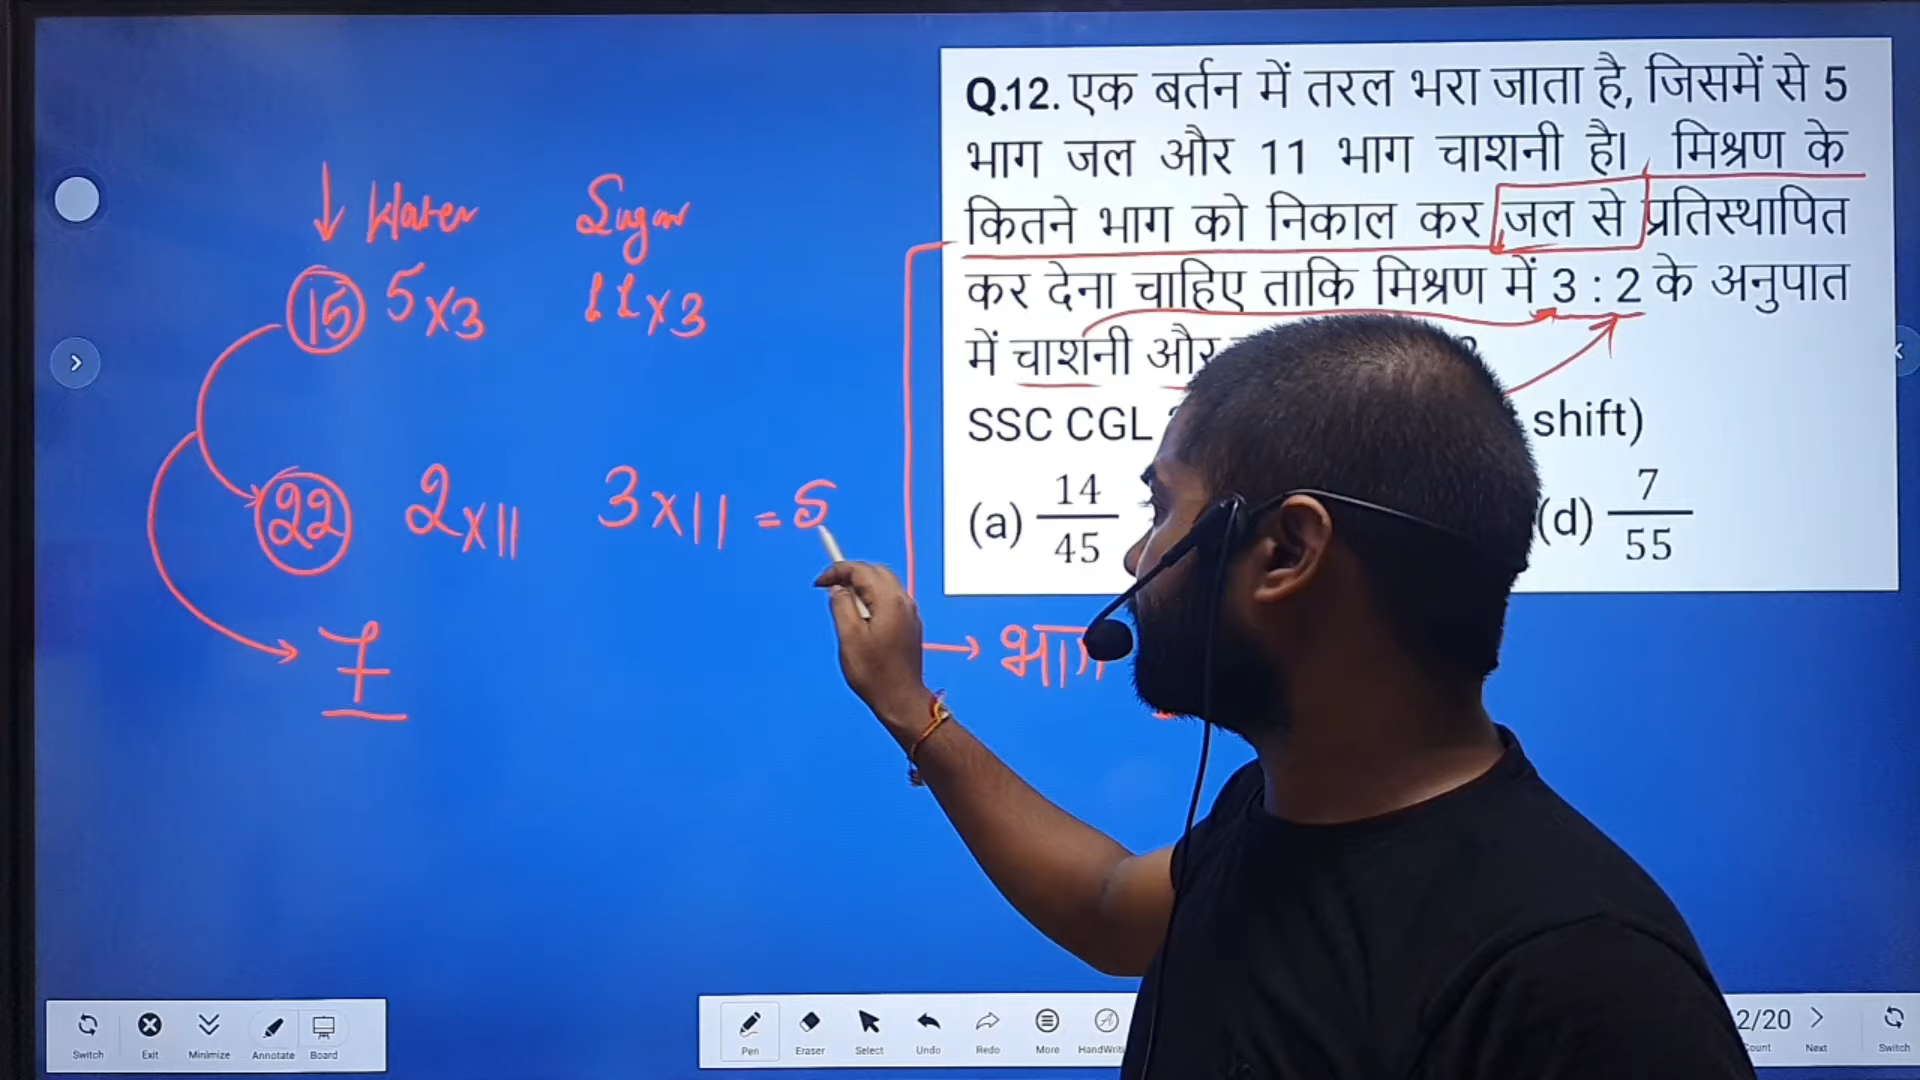 Q.12. एक बर्तन में तरल भरा जाता है, जिसमें से 5
भाग जल और 11 भाग चाशनी है। मिश्रण के
कितने भाग को निकाल कर जल से प्रतिस्थापित
कर देना चाहिए ताकि मिश्रण में 3 : 2 के अनुपात
में चाशनी और
SSC CGL shift)
(a) 14/45 (d) 7/55
Water Sugar
15 5x3 11x3
22 2x11 3x11 = 5
7
→ भाग
Switch Exit Minimize Annotate Board
Pen Eraser Select Undo Redo More
2/20
Next Switch